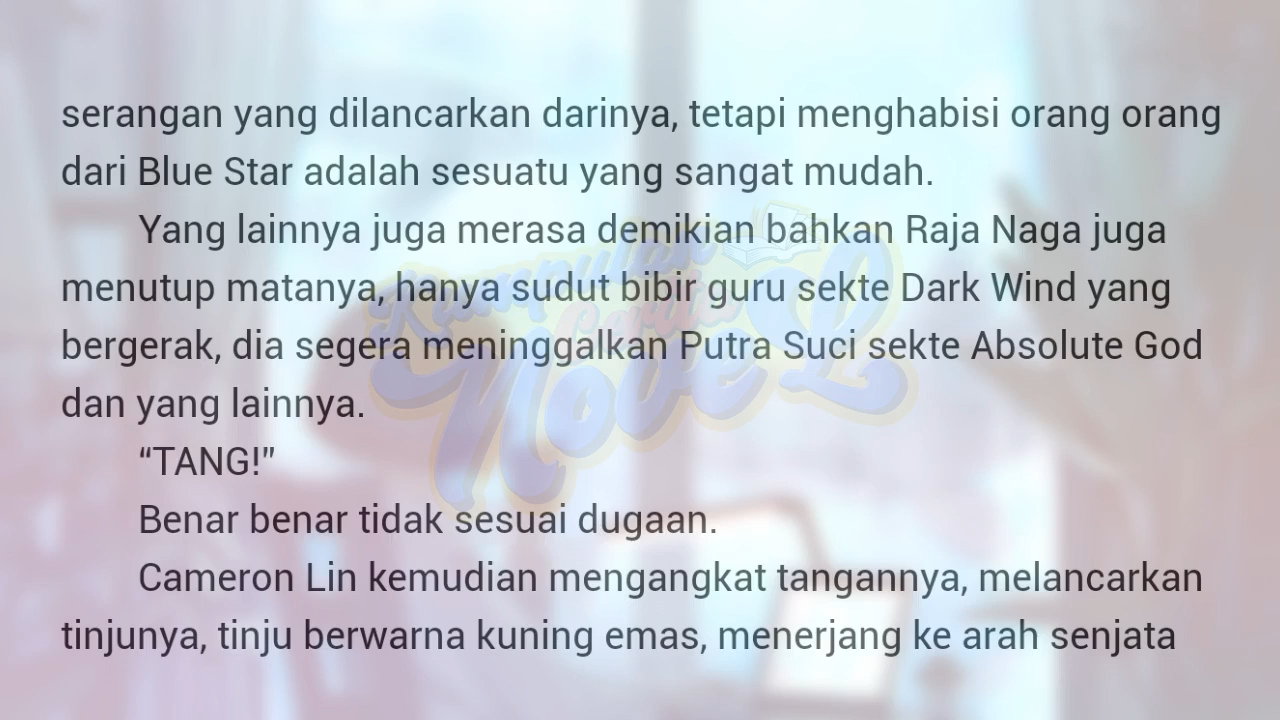 serangan yang dilancarkan darinya, tetapi menghabisi orang orang
dari Blue Star adalah sesuatu yang sangat mudah.
Yang lainnya juga merasa demikian bahkan Raja Naga juga
menutup matanya, hanya sudut bibir guru sekte Dark Wind yang
bergerak, dia segera meninggalkan Putra Suci sekte Absolute God
dan yang lainnya.
“TANG!”
Benar benar tidak sesuai dugaan.
Cameron Lin kemudian mengangkat tangannya, melancarkan
tinjunya, tinju berwarna kuning emas, menerjang ke arah senjata
Kumpulan
Cerita
Novel